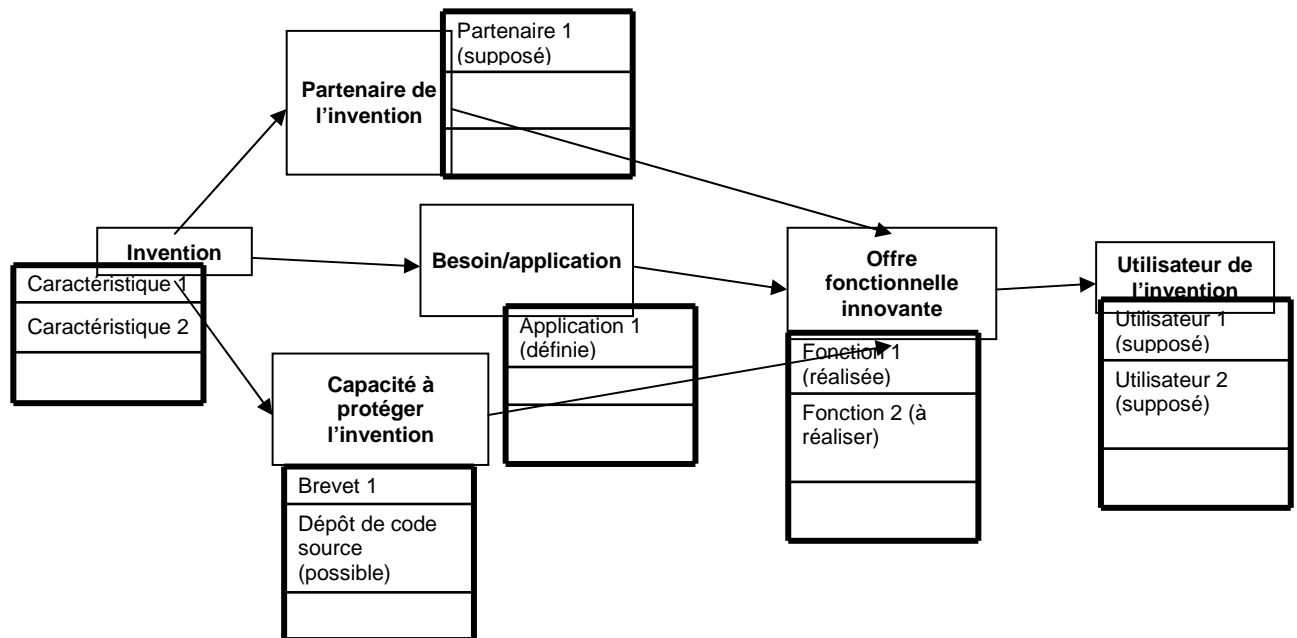 Partenaire 1
(supposé)
Partenaire de
l’invention
Invention
Caractéristique 1
Caractéristique 2
Besoin/application
Application 1
(définie)
Capacité à
protéger
l’invention
Brevet 1
Dépôt de code
source
(possible)
Offre
fonctionnelle
innovante
Fonction 1
(réalisée)
Fonction 2 (à
réaliser)
Utilisateur de
l’invention
Utilisateur 1
(supposé)
Utilisateur 2
(supposé)